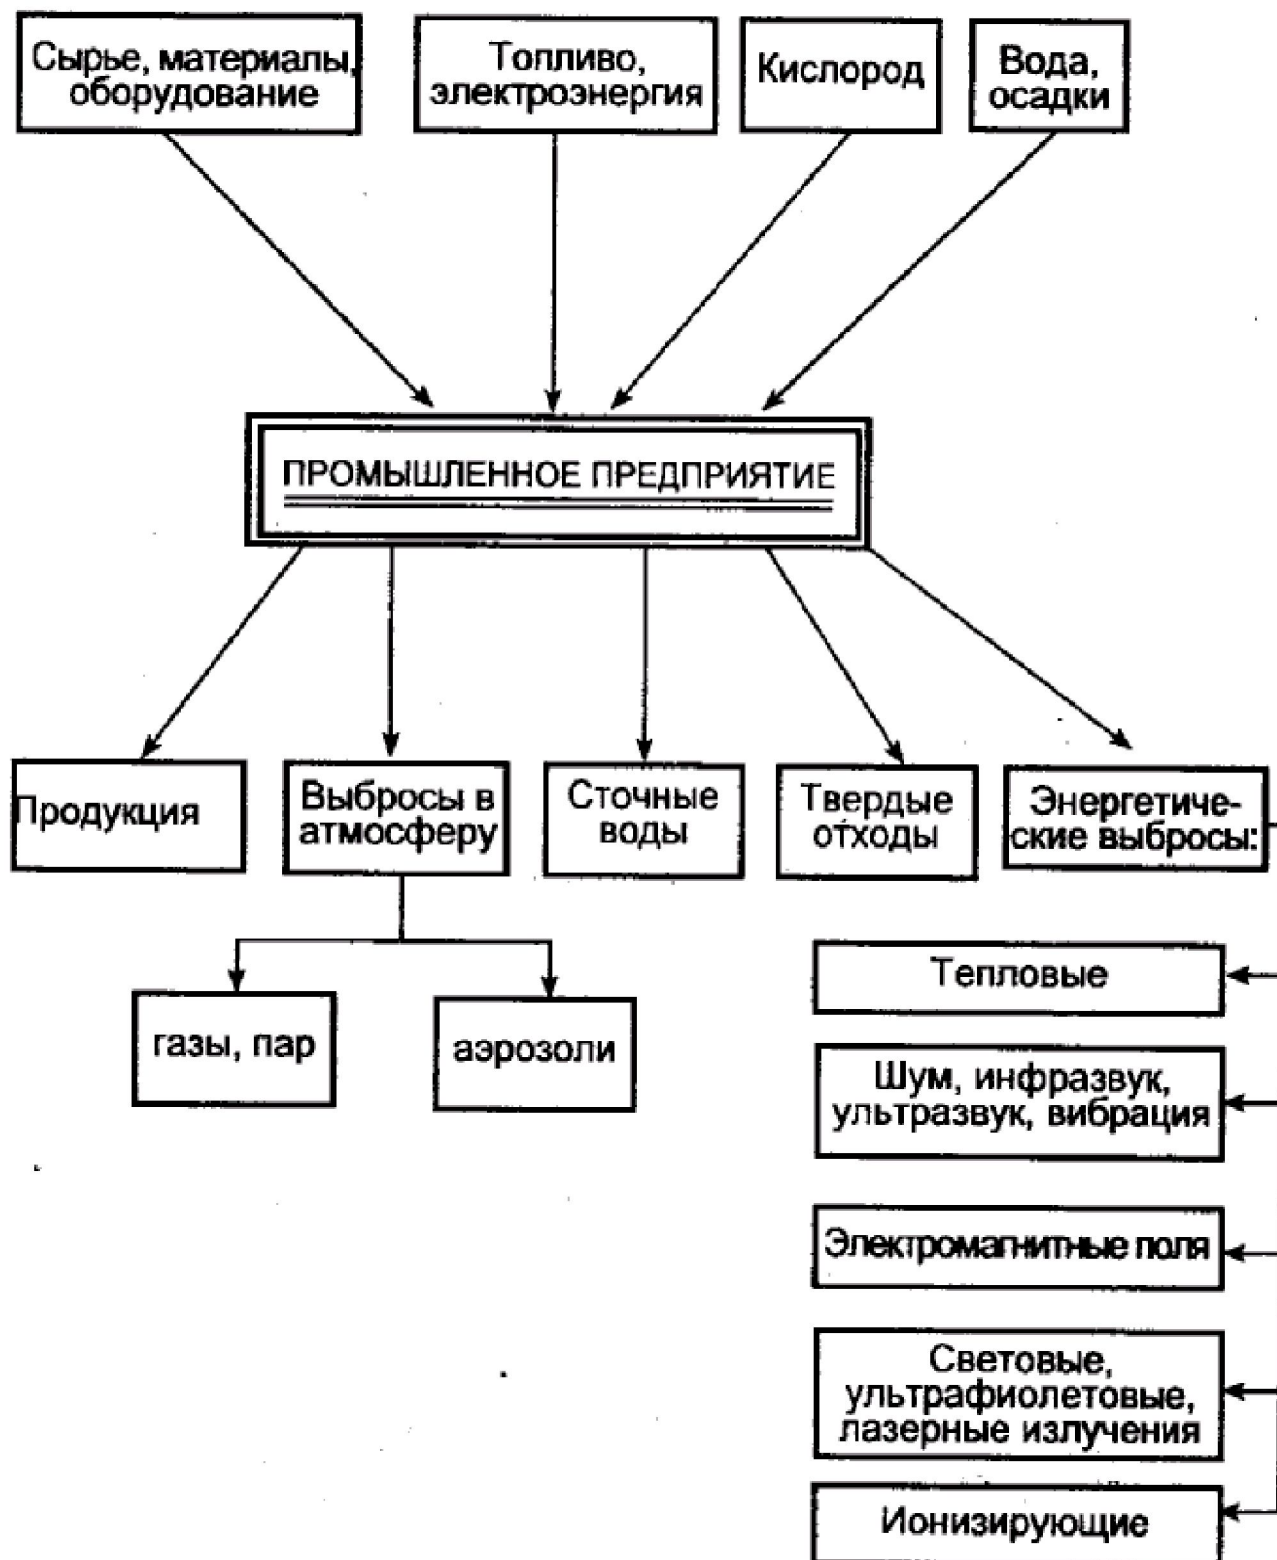 Сырье, материалы,
оборудование
Топливо,
электроэнергия
Кислород
Вода,
осадки
ПРОМЫШЛЕННОЕ ПРЕДПРИЯТИЕ
Продукция
Выбросы в
атмосферу
Сточные
воды
Твердые
отходы
Энергетиче-
ские выбросы:
газы, пар
аэрозоли
Тепловые
Шум, инфразвук,
ультразвук, вибрация
Электромагнитные поля
Световые,
ультрафиолетовые,
лазерные излучения
Ионизирующие